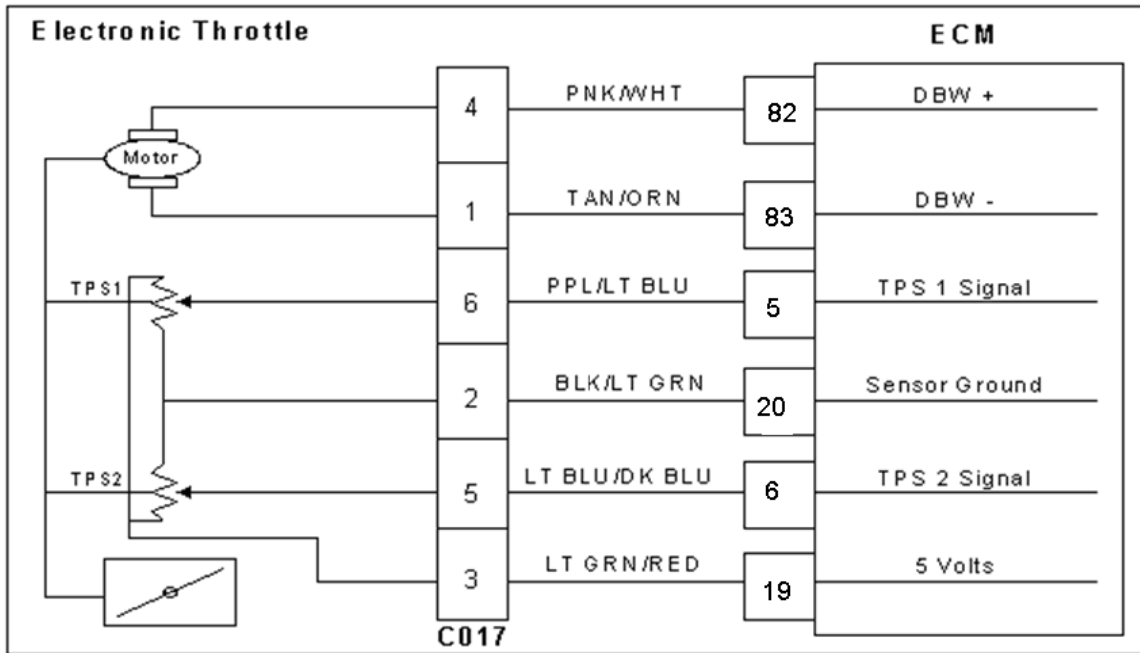 Electronic Throttle
ECM
4 PNK/WHT 82 DBW +
Motor
1 TAN/ORN 83 DBW -
TPS1 6 PPL/LT BLU 5 TPS 1 Signal
2 BLK/LT GRN 20 Sensor Ground
TPS2 5 LT BLU/DK BLU 6 TPS 2 Signal
3 LT GRN/RED 19 5 Volts
C017